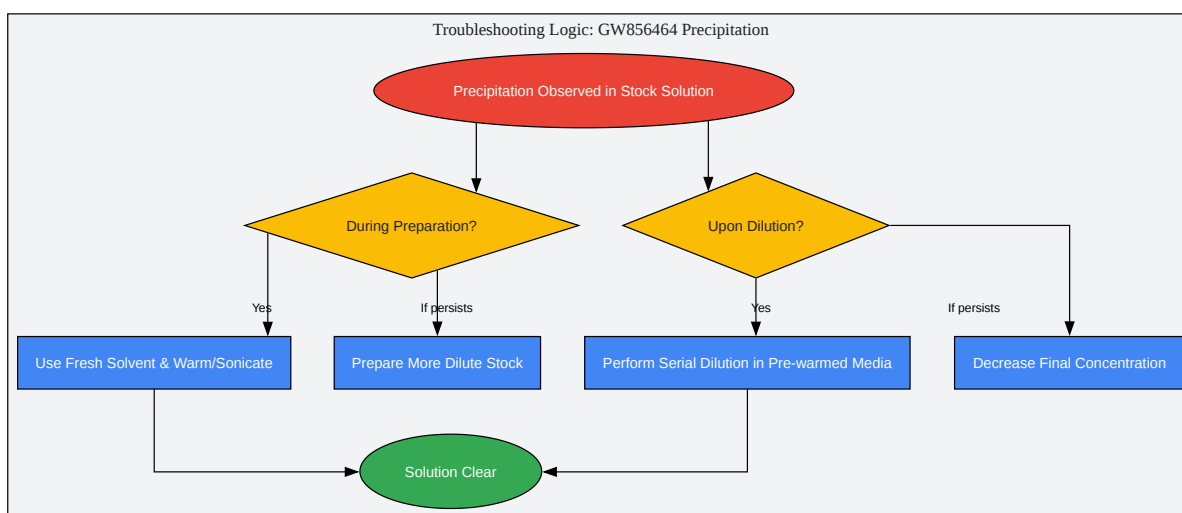 Troubleshooting Logic: GW856464 Precipitation
Precipitation Observed in Stock Solution
During Preparation?
Upon Dilution?
Yes
If persists
Yes
If persists
Use Fresh Solvent & Warm/Sonicate
Prepare More Dilute Stock
Perform Serial Dilution in Pre-warmed Media
Decrease Final Concentration
Solution Clear